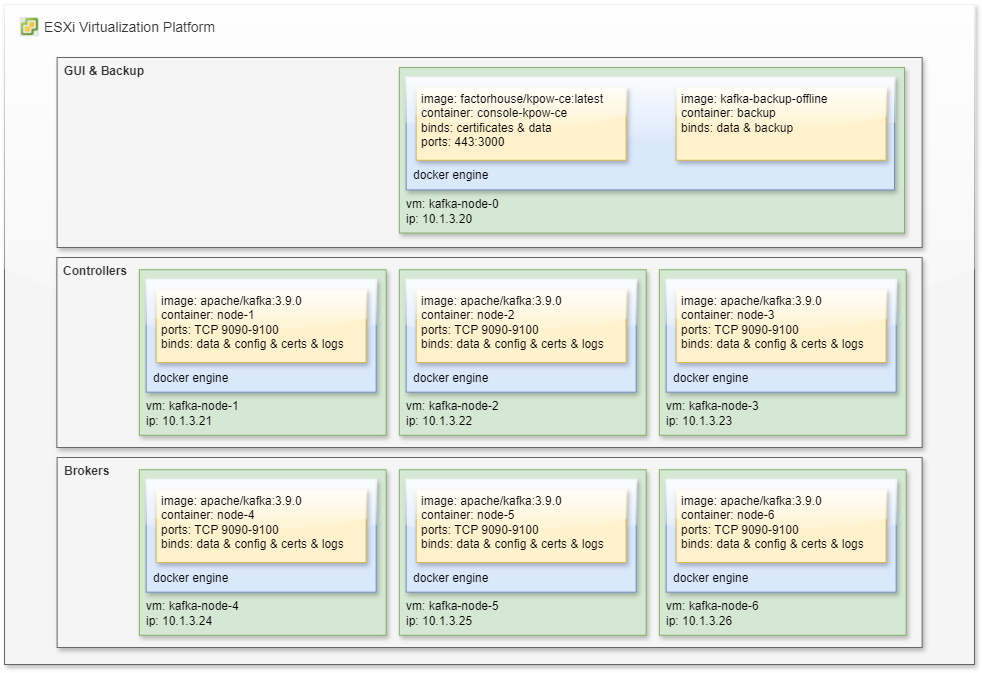 ESXi Virtualization Platform
GUI & Backup
image: factorhouse/kpow-ce:latest
container: console-kpow-ce
binds: certificates & data
ports: 443:3000
image: kafka-backup-offline
container: backup
binds: data & backup
docker engine
vm: kafka-node-0
ip: 10.1.3.20
Controllers
image: apache/kafka:3.9.0
container: node-1
ports: TCP 9090-9100
binds: data & config & certs & logs
docker engine
vm: kafka-node-1
ip: 10.1.3.21
image: apache/kafka:3.9.0
container: node-2
ports: TCP 9090-9100
binds: data & config & certs & logs
docker engine
vm: kafka-node-2
ip: 10.1.3.22
image: apache/kafka:3.9.0
container: node-3
ports: TCP 9090-9100
binds: data & config & certs & logs
docker engine
vm: kafka-node-3
ip: 10.1.3.23
Brokers
image: apache/kafka:3.9.0
container: node-4
ports: TCP 9090-9100
binds: data & config & certs & logs
docker engine
vm: kafka-node-4
ip: 10.1.3.24
image: apache/kafka:3.9.0
container: node-5
ports: TCP 9090-9100
binds: data & config & certs & logs
docker engine
vm: kafka-node-5
ip: 10.1.3.25
image: apache/kafka:3.9.0
container: node-6
ports: TCP 9090-9100
binds: data & config & certs & logs
docker engine
vm: kafka-node-6
ip: 10.1.3.26